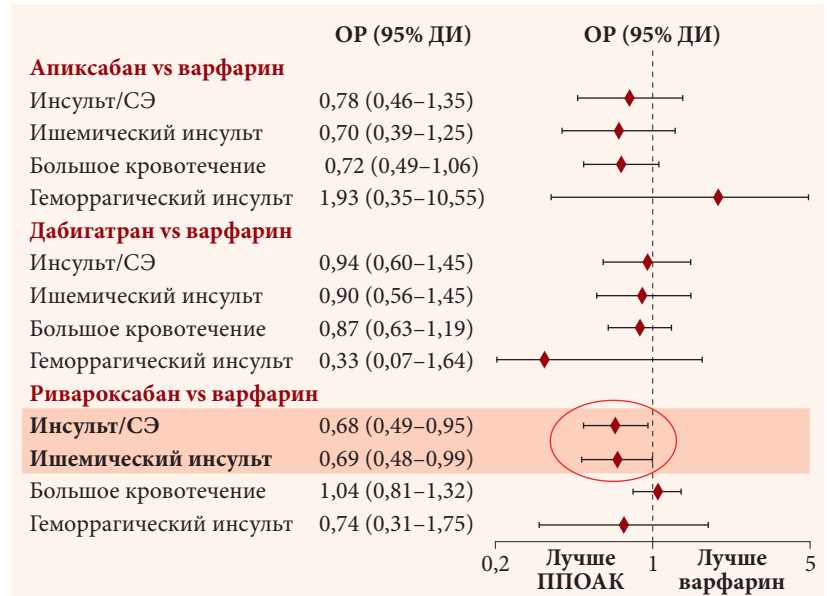 ОР (95% ДИ) ОР (95% ДИ)
Апиксабан vs варфарин
Инсульт/СЭ 0,78 (0,46–1,35)
Ишемический инсульт 0,70 (0,39–1,25)
Большое кровотечение 0,72 (0,49–1,06)
Геморрагический инсульт 1,93 (0,35–10,55)
Дабигатран vs варфарин
Инсульт/СЭ 0,94 (0,60–1,45)
Ишемический инсульт 0,90 (0,56–1,45)
Большое кровотечение 0,87 (0,63–1,19)
Геморрагический инсульт 0,33 (0,07–1,64)
Ривароксабан vs варфарин
Инсульт/СЭ 0,68 (0,49–0,95)
Ишемический инсульт 0,69 (0,48–0,99)
Большое кровотечение 1,04 (0,81–1,32)
Геморрагический инсульт 0,74 (0,31–1,75)
0,2 Лучше 1 Лучше 5
ППОАК варфарин